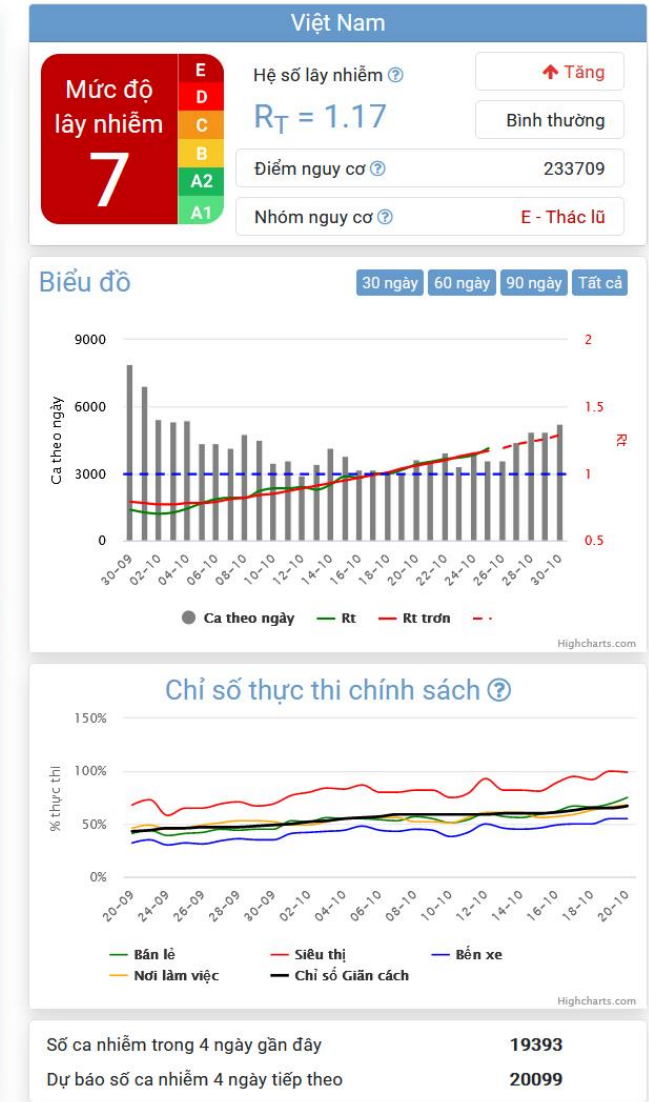 Việt Nam
Mức độ
lây nhiễm
7
E
D
C
B
A2
A1
Hệ số lây nhiễm
RT = 1.17
Tăng
Bình thường
Điểm nguy cơ 233709
Nhóm nguy cơ E - Thác lũ
Biểu đồ
30 ngày 60 ngày 90 ngày Tất cả
9000
6000
3000
0
Ca theo ngày
2
1.5
1
0.5
Rt
30-09 02-10 04-10 06-10 08-10 10-10 12-10 14-10 16-10 18-10 20-10 22-10 24-10 26-10 28-10 30-10
Ca theo ngày Rt Rt trơn
Highcharts.com
Chỉ số thực thi chính sách
150%
100%
50%
0%
% thực thi
20-09 24-09 26-09 28-09 30-09 02-10 04-10 06-10 08-10 10-10 12-10 14-10 16-10 18-10 20-10
Bán lẻ Siêu thị Bến xe
Nơi làm việc Chỉ số Giãn cách
Highcharts.com
Số ca nhiễm trong 4 ngày gần đây 19393
Dự báo số ca nhiễm 4 ngày tiếp theo 20099